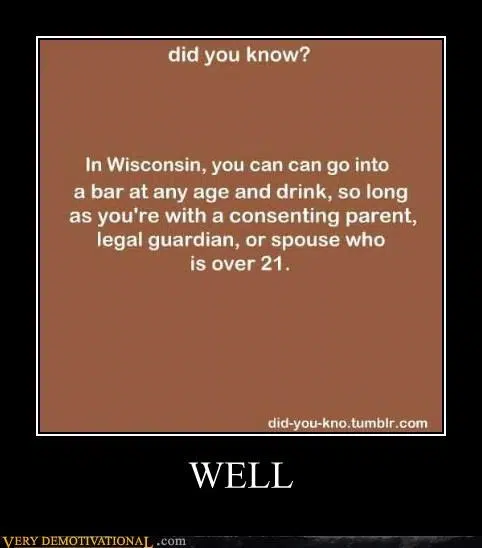 did you know?
In Wisconsin, you can can go into
a bar at any age and drink, so long
as you're with a consenting parent,
legal guardian, or spouse who
is over 21.
did-you-kno.tumblr.com
WELL
VERY DEMOTIVATIONAL.com